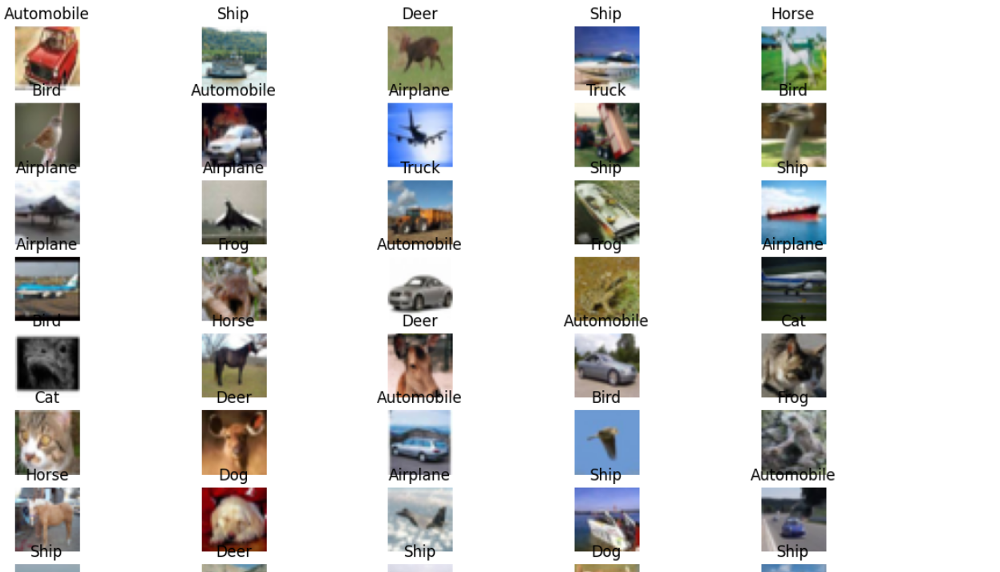 Automobile Ship Deer Ship Horse
Bird Automobile Airplane Truck Bird
Airplane Airplane Truck Ship Ship
Airplane Frog Automobile Frog Airplane
Bird Horse Deer Automobile Cat
Cat Deer Automobile Bird Frog
Horse Dog Airplane Ship Automobile
Ship Deer Ship Dog Ship